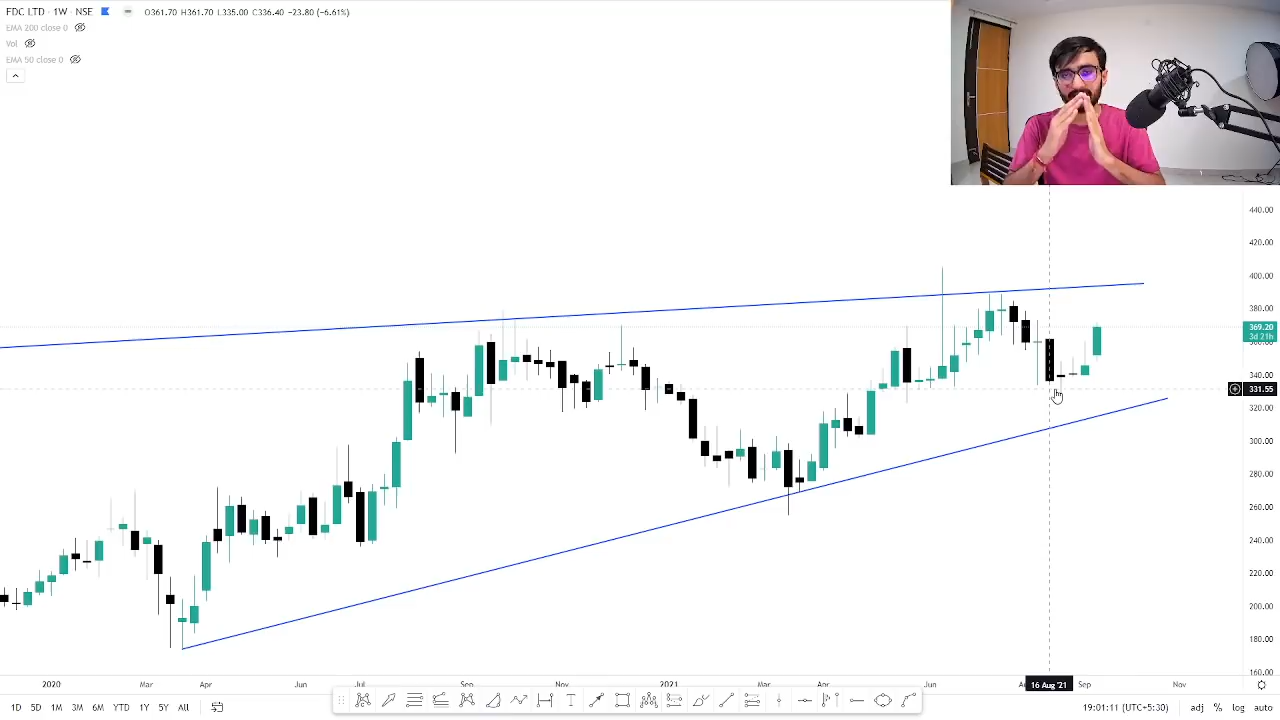 FDC LTD · 1W · NSE O361.70 H361.70 L335.00 C336.40 −23.80 (−6.61%)
EMA 200 close 0
Vol
EMA 50 close 0
440.00
420.00
400.00
380.00
369.20
3d 21h
340.00
331.55
320.00
300.00
280.00
260.00
240.00
220.00
200.00
180.00
160.00
2020 Mar Apr Jun Jul Sep Nov 2021 Mar Apr Jun 16 Aug '21 Sep Nov
1D 5D 1M 3M 6M YTD 1Y 5Y All 19:01:11 (UTC+5:30) adj % log auto